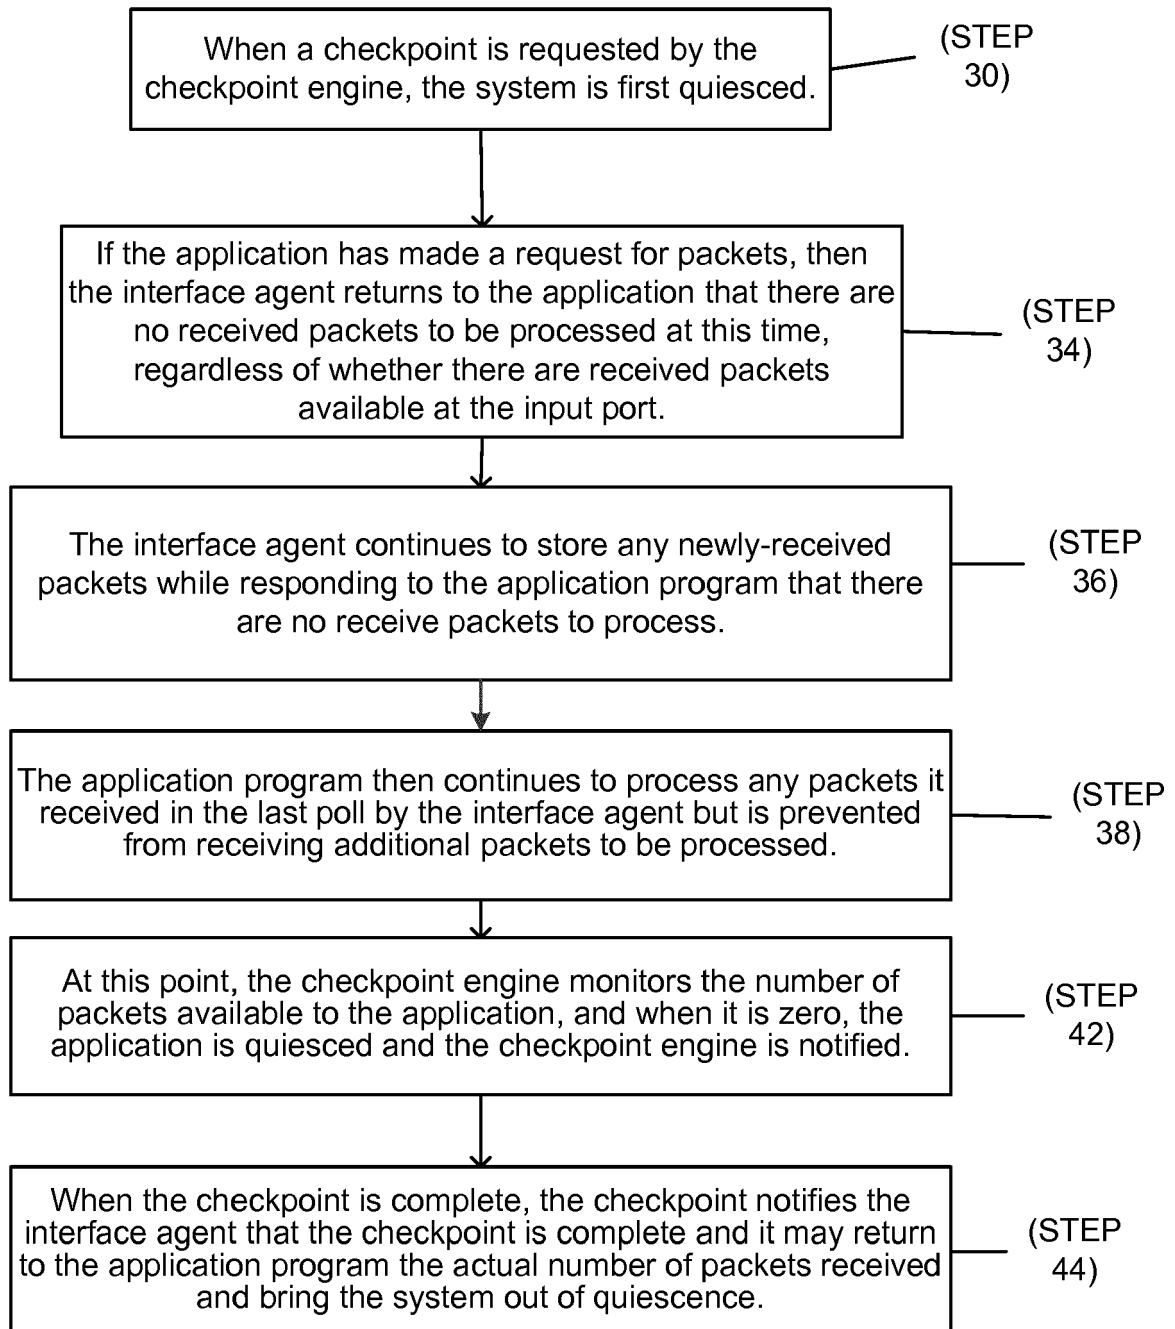 When a checkpoint is requested by the
checkpoint engine, the system is first quiesced.
(STEP
30)
If the application has made a request for packets, then
the interface agent returns to the application that there are
no received packets to be processed at this time,
regardless of whether there are received packets
available at the input port.
(STEP
34)
The interface agent continues to store any newly-received
packets while responding to the application program that there
are no receive packets to process.
(STEP
36)
The application program then continues to process any packets it
received in the last poll by the interface agent but is prevented
from receiving additional packets to be processed.
(STEP
38)
At this point, the checkpoint engine monitors the number of
packets available to the application, and when it is zero, the
application is quiesced and the checkpoint engine is notified.
(STEP
42)
When the checkpoint is complete, the checkpoint notifies the
interface agent that the checkpoint is complete and it may return
to the application program the actual number of packets received
and bring the system out of quiescence.
(STEP
44)